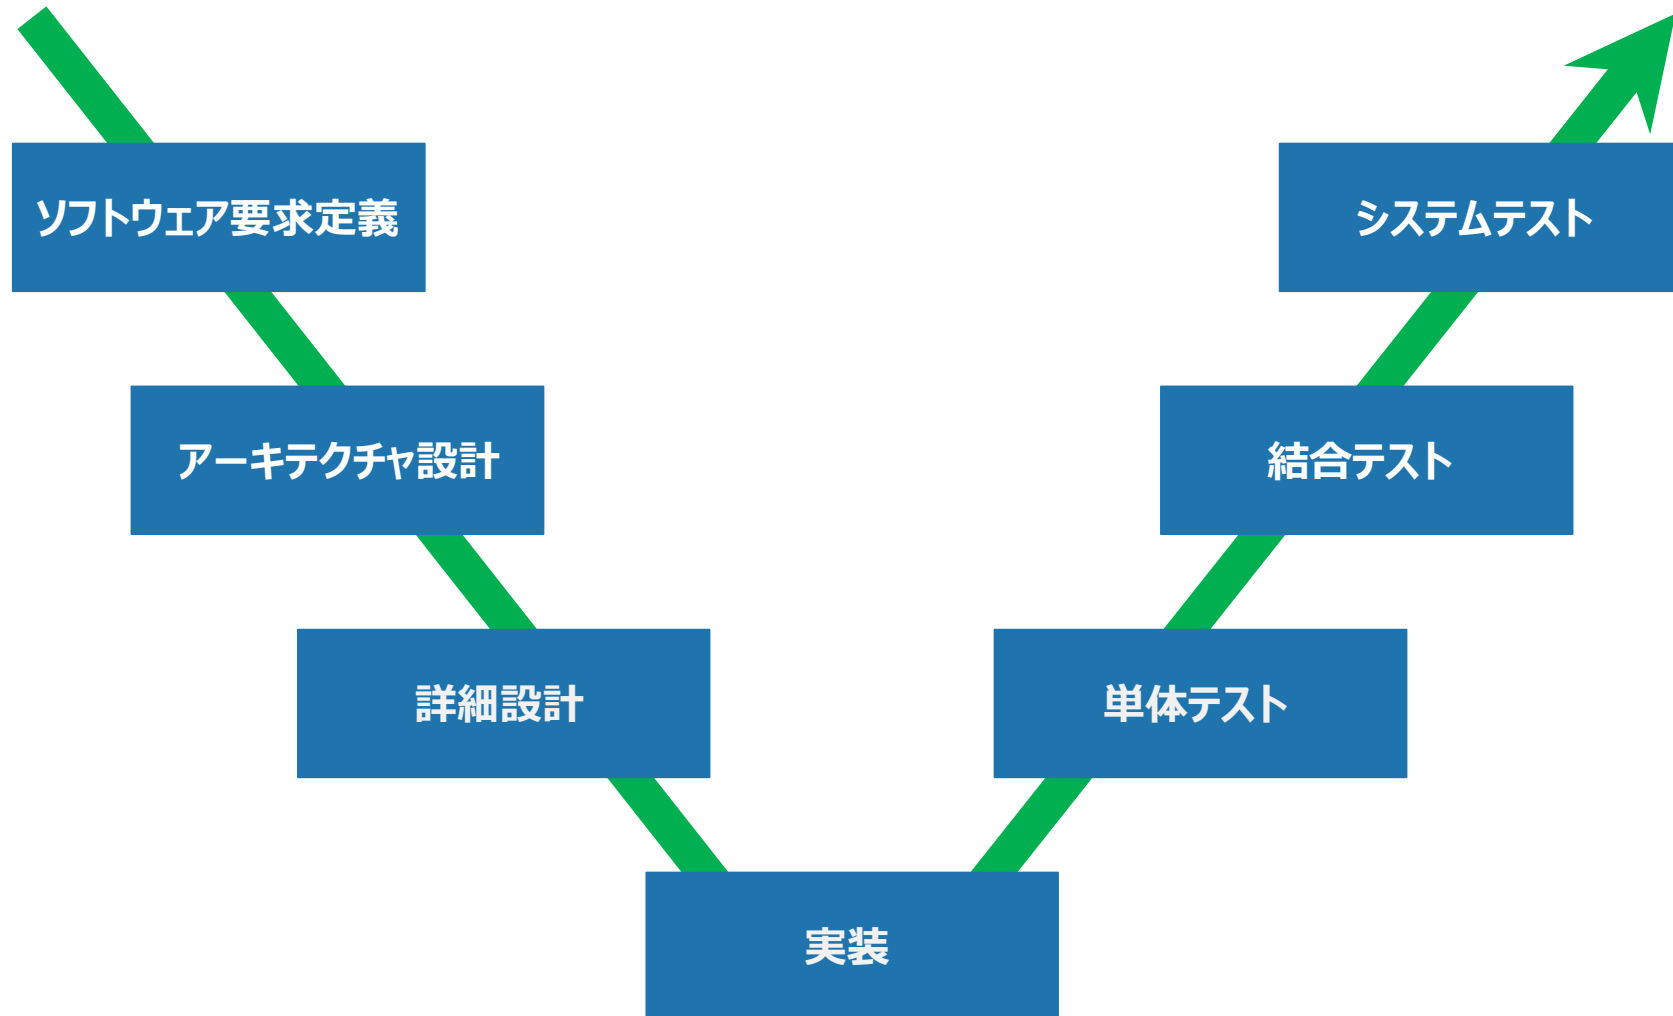 ソフトウェア要求定義
システムテスト
アーキテクチャ設計
結合テスト
詳細設計
単体テスト
実装